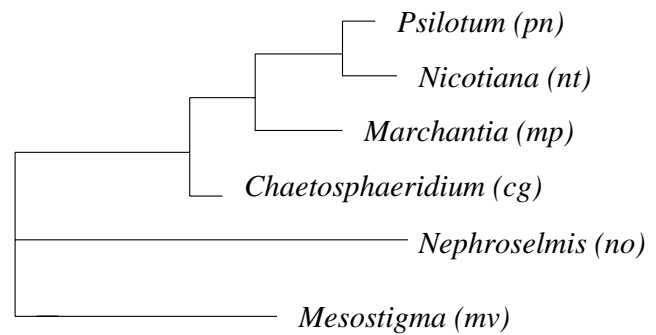 Psilotum (pn)
Nicotiana (nt)
Marchantia (mp)
Chaetosphaeridium (cg)
Nephroselmis (no)
Mesostigma (mv)